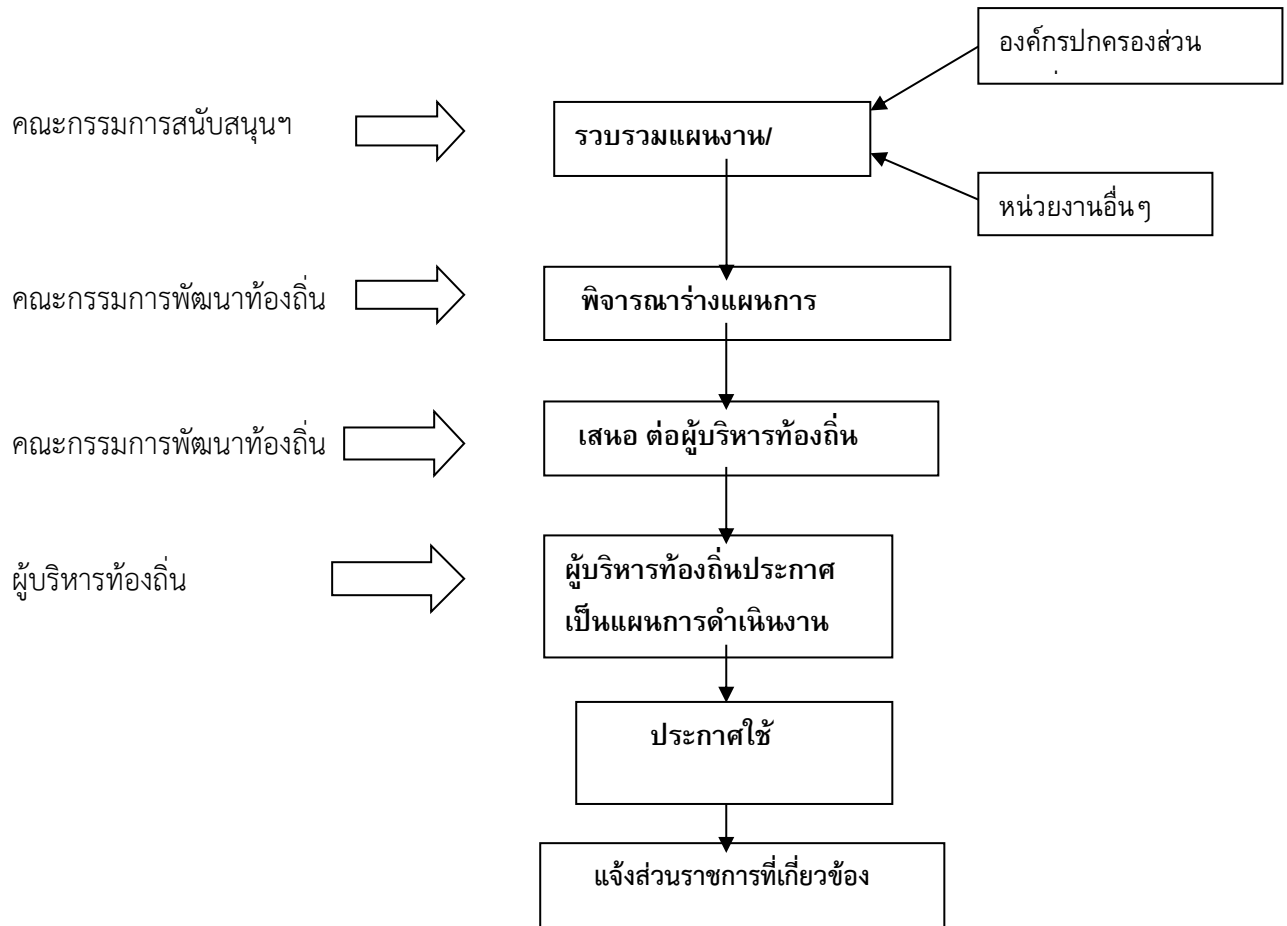 องค์กรปกครองส่วน
คณะกรรมการสนับสนุนฯ
รวบรวมแผนงาน/
หน่วยงานอื่นๆ
คณะกรรมการพัฒนาท้องถิ่น
พิจารณาร่างแผนการ
คณะกรรมการพัฒนาท้องถิ่น
เสนอ ต่อผู้บริหารท้องถิ่น
ผู้บริหารท้องถิ่น
ผู้บริหารท้องถิ่นประกาศ
เป็นแผนการดำเนินงาน
ประกาศใช้
แจ้งส่วนราชการที่เกี่ยวข้อง